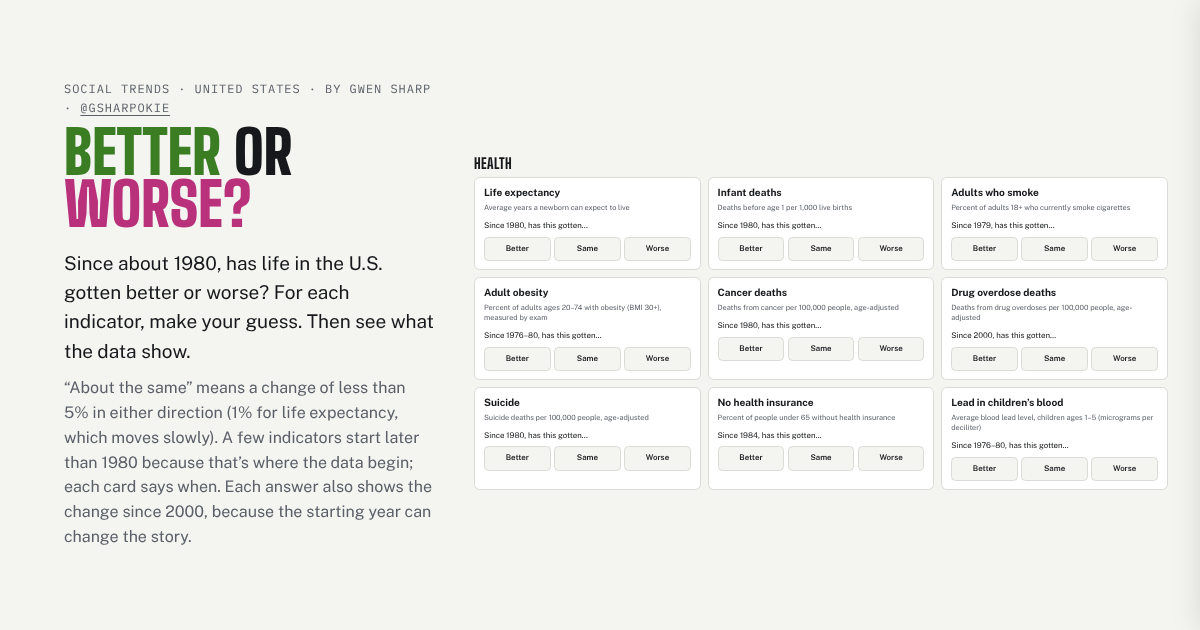 SOCIAL TRENDS · UNITED STATES · BY GWEN SHARP
· @GSHARPOKIE
BETTER OR
WORSE?
Since about 1980, has life in the U.S.
gotten better or worse? For each
indicator, make your guess. Then see what
the data show.
“About the same” means a change of less than
5% in either direction (1% for life expectancy,
which moves slowly). A few indicators start later
than 1980 because that’s where the data begin;
each card says when. Each answer also shows the
change since 2000, because the starting year can
change the story.
HEALTH
Life expectancy
Average years a newborn can expect to live
Since 1980, has this gotten...
Better Same Worse
Infant deaths
Deaths before age 1 per 1,000 live births
Since 1980, has this gotten...
Better Same Worse
Adults who smoke
Percent of adults 18+ who currently smoke cigarettes
Since 1979, has this gotten...
Better Same Worse
Adult obesity
Percent of adults ages 20–74 with obesity (BMI 30+),
measured by exam
Since 1976–80, has this gotten...
Better Same Worse
Cancer deaths
Deaths from cancer per 100,000 people, age-adjusted
Since 1980, has this gotten...
Better Same Worse
Drug overdose deaths
Deaths from drug overdoses per 100,000 people, age-
adjusted
Since 2000, has this gotten...
Better Same Worse
Suicide
Suicide deaths per 100,000 people, age-adjusted
Since 1980, has this gotten...
Better Same Worse
No health insurance
Percent of people under 65 without health insurance
Since 1984, has this gotten...
Better Same Worse
Lead in children’s blood
Average blood lead level, children ages 1–5 (micrograms per
deciliter)
Since 1976–80, has this gotten...
Better Same Worse